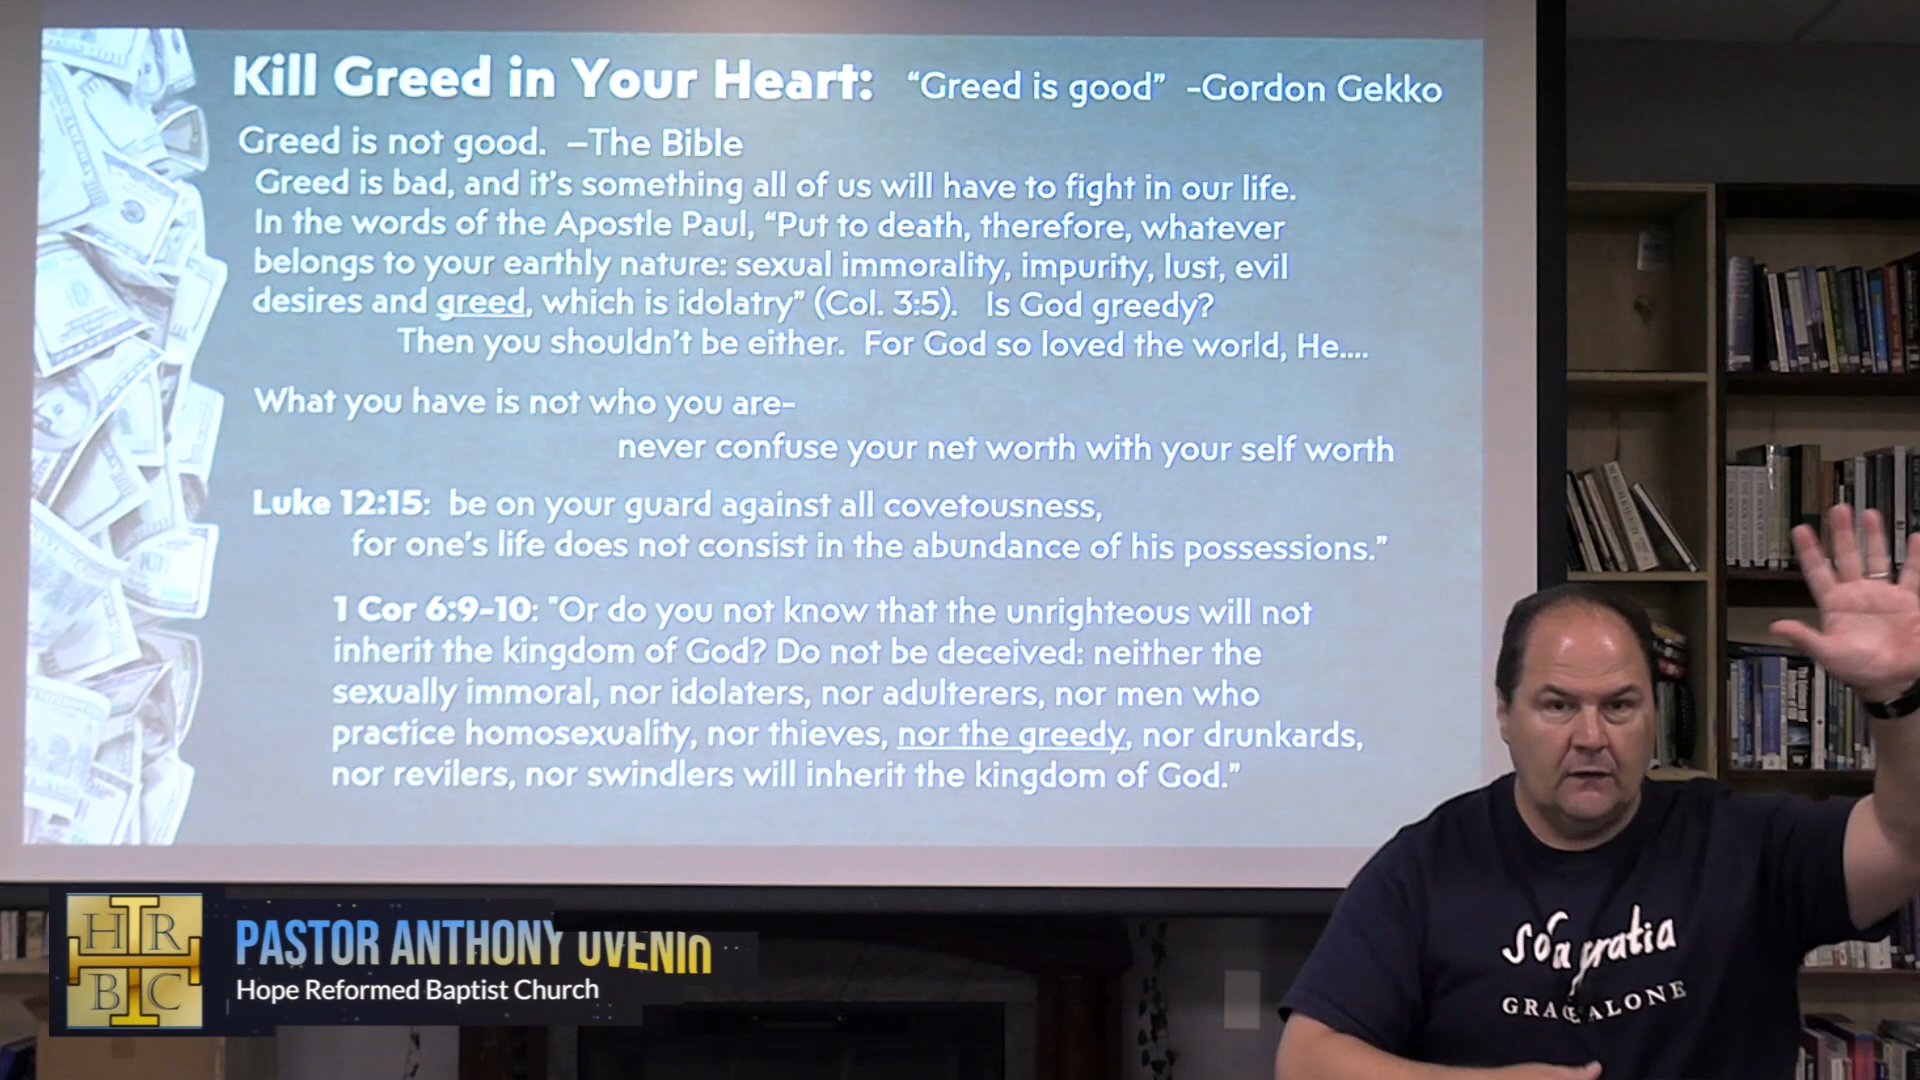 Kill Greed in Your Heart: “Greed is good” -Gordon Gekko
Greed is not good. –The Bible
Greed is bad, and it's something all of us will have to fight in our life.
In the words of the Apostle Paul, “Put to death, therefore, whatever
belongs to your earthly nature: sexual immorality, impurity, lust, evil
desires and greed, which is idolatry” (Col. 3:5). Is God greedy?
Then you shouldn't be either. For God so loved the world, He....
What you have is not who you are-
never confuse your net worth with your self worth
Luke 12:15: be on your guard against all covetousness,
for one's life does not consist in the abundance of his possessions.”
1 Cor 6:9-10: "Or do you not know that the unrighteous will not
inherit the kingdom of God? Do not be deceived: neither the
sexually immoral, nor idolaters, nor adulterers, nor men who
practice homosexuality, nor thieves, nor the greedy, nor drunkards,
nor revilers, nor swindlers will inherit the kingdom of God.”
gratia
GRACE ALONE
HR
BC
PASTOR ANTHONY UVENIO
Hope Reformed Baptist Church